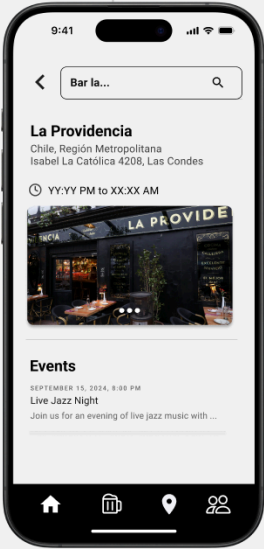 9:41
Bar la...
La Providencia
Chile, Región Metropolitana
Isabel La Católica 4208, Las Condes
YY:YY PM to XX:XX AM
LA PROVIDE
NCIA
Events
SEPTEMBER 15, 2024, 8:00 PM
Live Jazz Night
Join us for an evening of live jazz music with ...